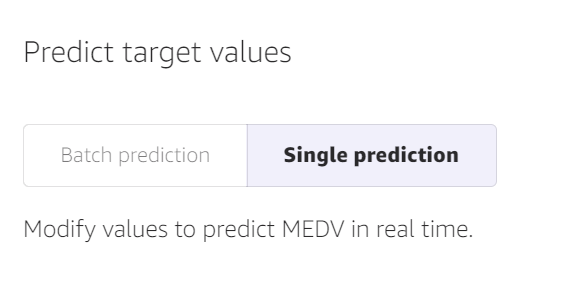 Predict target values
Batch prediction
Single prediction
Modify values to predict MEDV in real time.